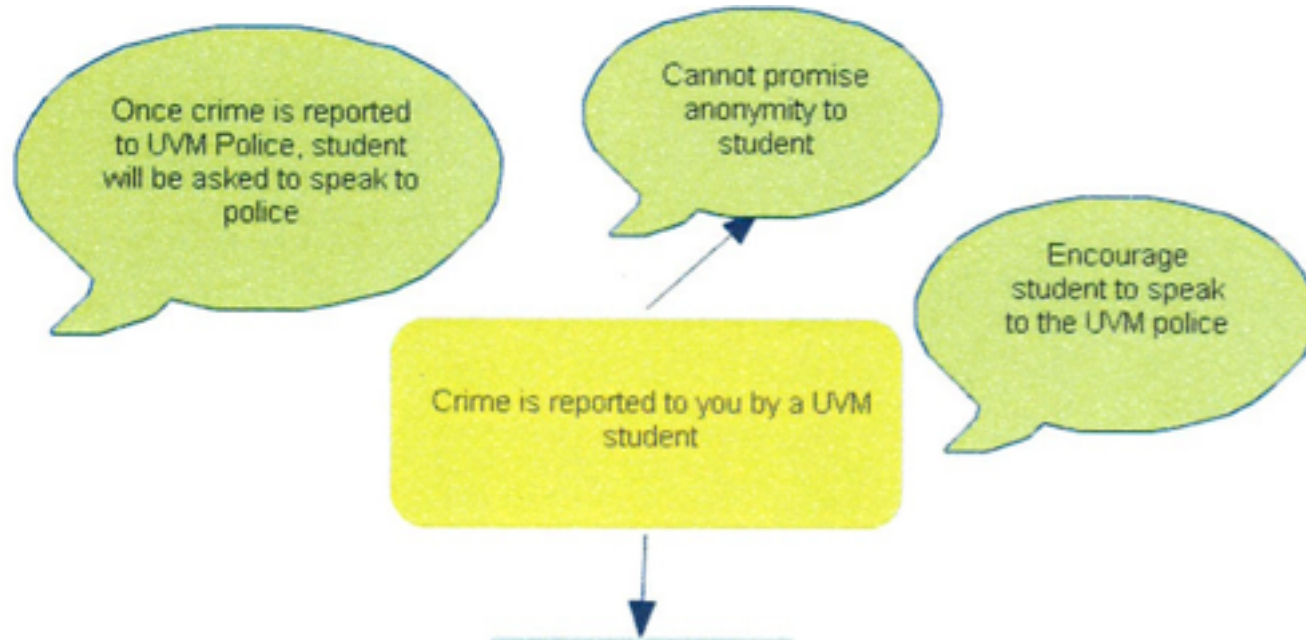 Once crime is reported
to UVM Police, student
will be asked to speak to
police
Cannot promise
anonymity to
student
Encourage
student to speak
to the UVM police
Crime is reported to you by a UVM
student